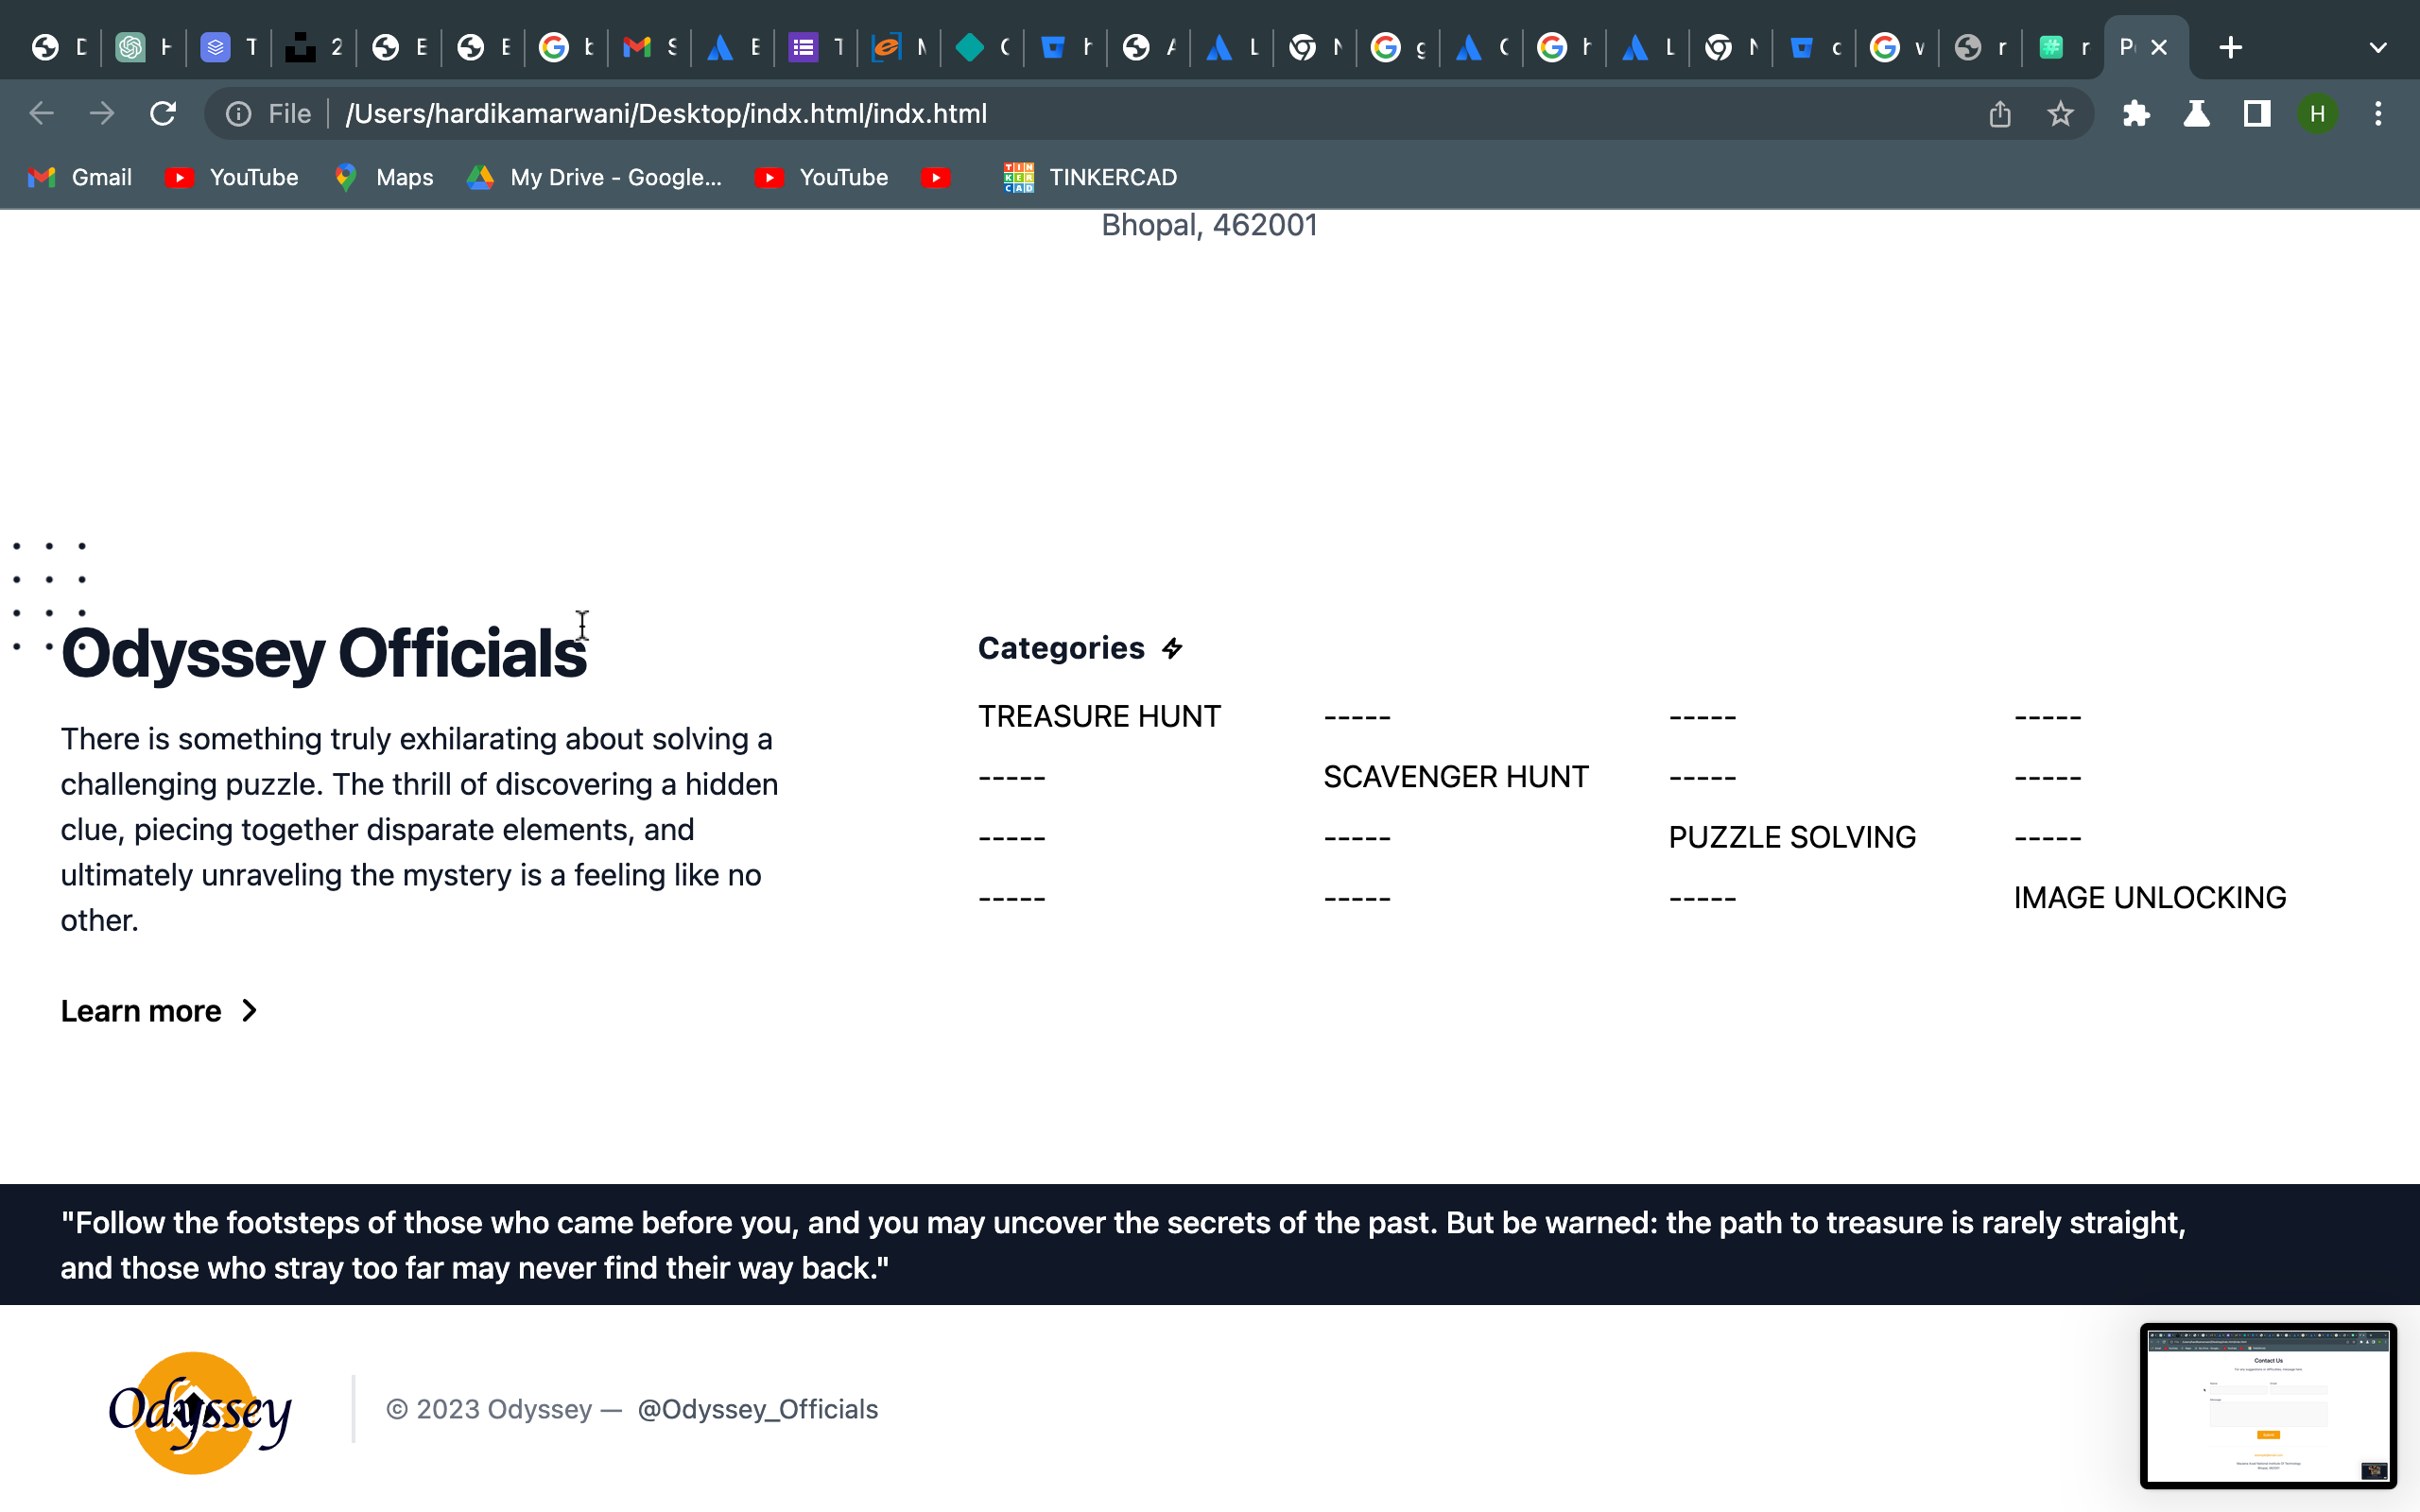 D
H
T
2
E
E
b
S
E
T
M
C
h
A
L
N
g
C
h
L
N
c
v
r
r
P
File
/Users/hardikamarwani/Desktop/indx.html/indx.html
H
Gmail
YouTube
Maps
My Drive - Google...
YouTube
TINKERCAD
Bhopal, 462001
Odyssey Officials
There is something truly exhilarating about solving a
challenging puzzle. The thrill of discovering a hidden
clue, piecing together disparate elements, and
ultimately unraveling the mystery is a feeling like no
other.
Learn more
Categories
TREASURE HUNT ----- ----- -----
----- SCAVENGER HUNT ----- -----
----- ----- PUZZLE SOLVING -----
----- ----- ----- IMAGE UNLOCKING
"Follow the footsteps of those who came before you, and you may uncover the secrets of the past. But be warned: the path to treasure is rarely straight,
and those who stray too far may never find their way back."
Odyssey
© 2023 Odyssey — @Odyssey_Officials
Contact Us